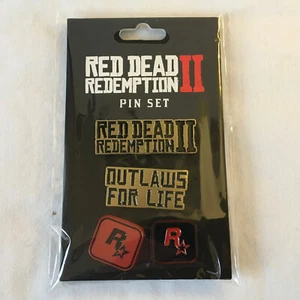 RED DEAD
REDEMPTION II
PIN SET
RED DEAD
REDEMPTION II
OUTLAWS
FOR LIFE
R R